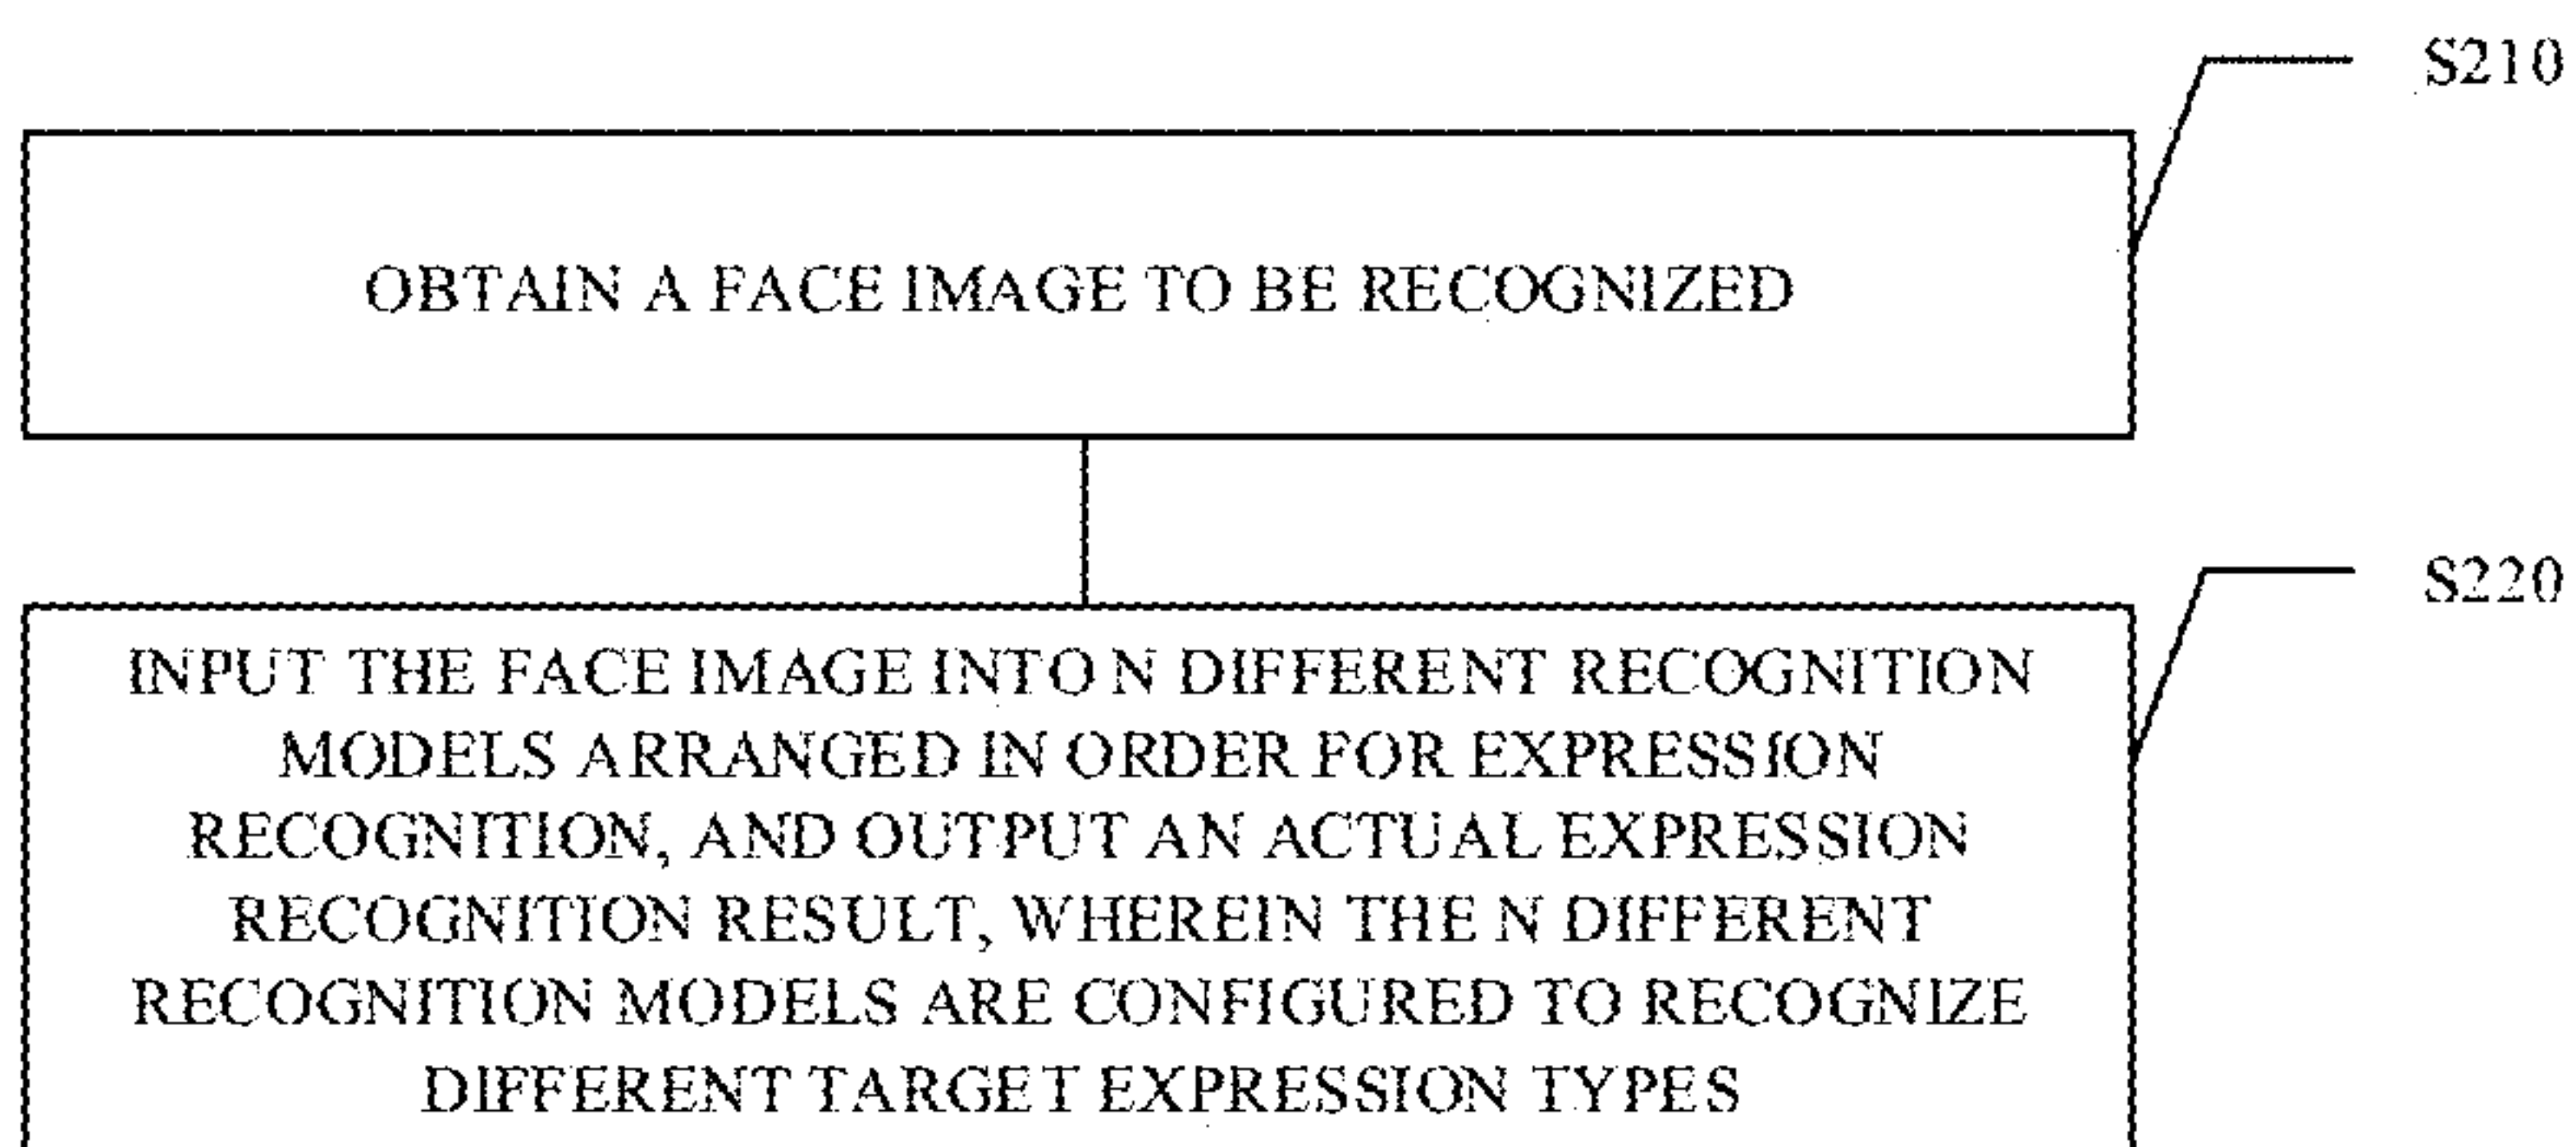 S210
OBTAIN A FACE IMAGE TO BE RECOGNIZED
S220
INPUT THE FACE IMAGE INTO N DIFFERENT RECOGNITION
MODELS ARRANGED IN ORDER FOR EXPRESSION
RECOGNITION, AND OUTPUT AN ACTUAL EXPRESSION
RECOGNITION RESULT, WHEREIN THE N DIFFERENT
RECOGNITION MODELS ARE CONFIGURED TO RECOGNIZE
DIFFERENT TARGET EXPRESSION TYPES